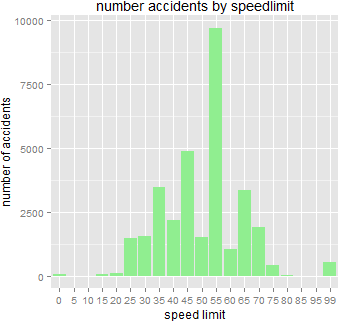 number accidents by speedlimit
number of accidents
10000
7500
5000
2500
0
0 5 10 15 20 25 30 35 40 45 50 55 60 65 70 75 80 85 95 99
speed limit